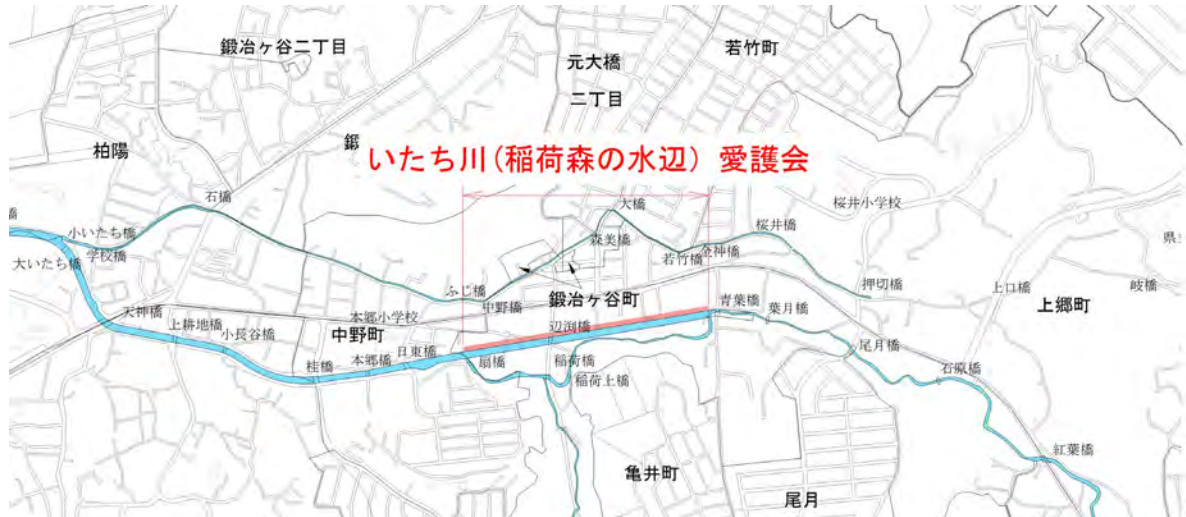 鍛冶ヶ谷二丁目
元大橋
二丁目
若竹町
柏陽
鍛
いたち川(稲荷森の水辺) 愛護会
石橋
大橋
桜井小学校
橋
小いたち橋
学校橋
大いたち橋
森美橋
桜井橋
若竹橋
金神橋
県
岐橋
押切橋
上口橋
上郷町
ふじ橋
中野橋
鍛冶ヶ谷町
青葉橋
葉月橋
天神橋
本郷小学校
中野町
上耕地橋
小長谷橋
辺渕橋
尾月橋
日東橋
本郷橋
桂橋
扇橋
稲荷橋
稲荷上橋
石原橋
紅葉橋
亀井町
尾月